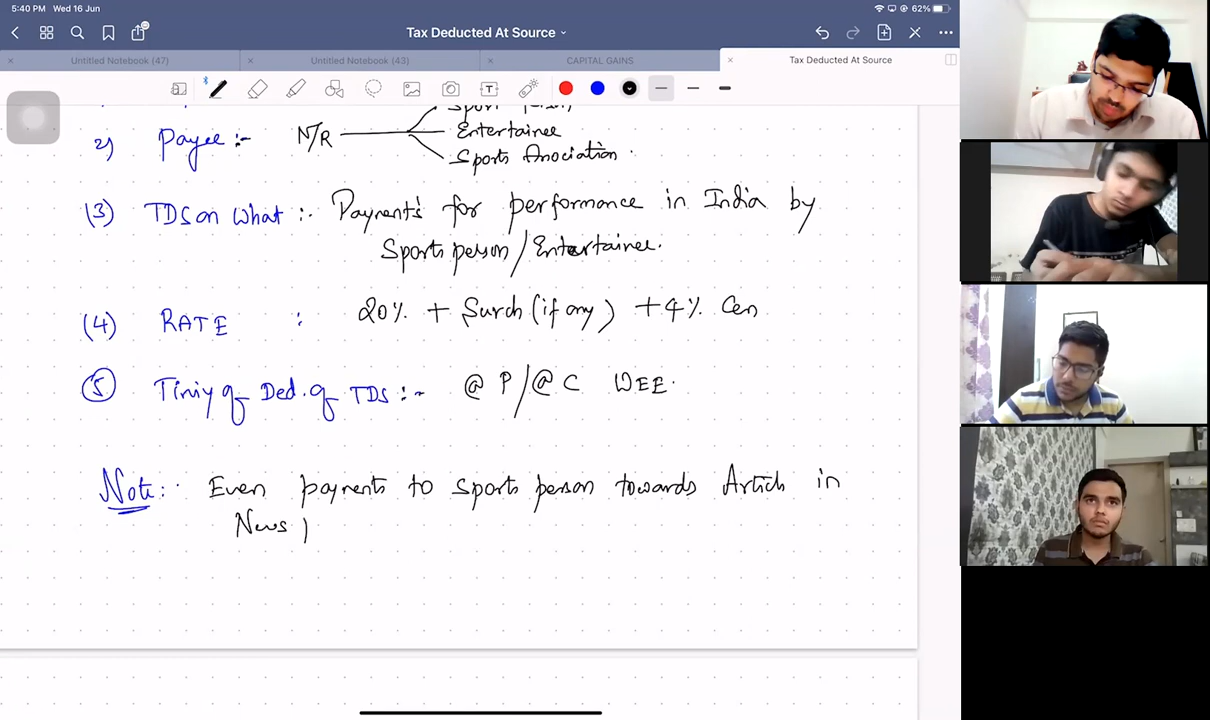 5:40 PM Wed 16 Jun
62%
Tax Deducted At Source
Untitled Notebook (47)
Untitled Notebook (43)
CAPITAL GAINS
Tax Deducted At Source
2) Payee :- N/R
Entertainee
Sports Anociation .
(3) TDS on What :- Payments for performance in India by
Sports person/Entertainee.
(4) RATE : 20% + Surch (if any) + 4% Cen
(5) Timiy of Ded. of TDS :- @ P/@ C WEE.
Note: Even payments to Sports person towards Article in
News